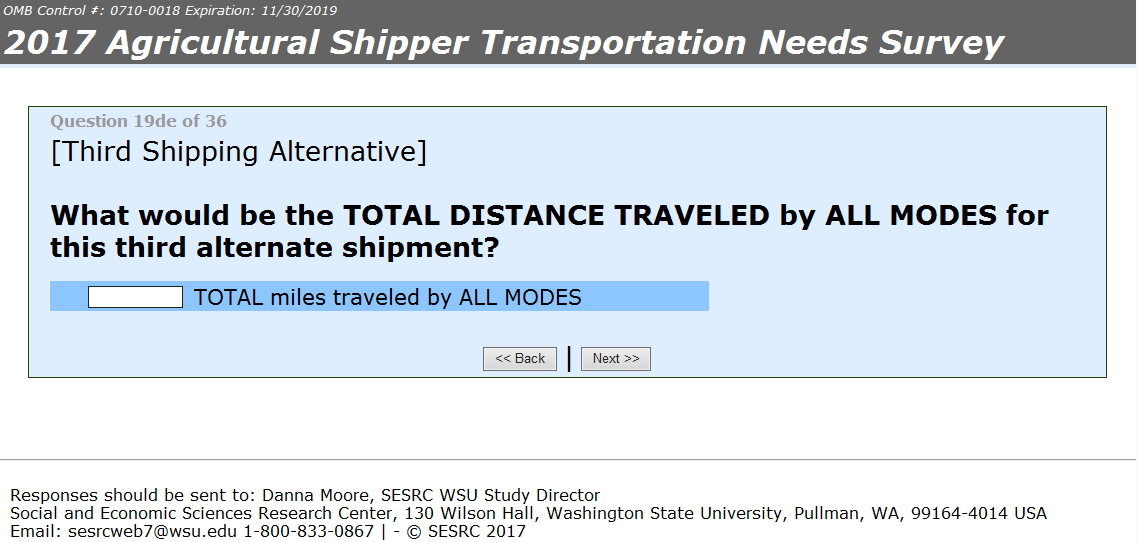 OMB Control #: 0710-0018 Expiration: 11/30/2019
2017 Agricultural Shipper Transportation Needs Survey
Question 19de of 36
[Third Shipping Alternative]
What would be the TOTAL DISTANCE TRAVELED by ALL MODES for
this third alternate shipment?
TOTAL miles traveled by ALL MODES
<< Back | Next >>
Responses should be sent to: Danna Moore, SESRC WSU Study Director
Social and Economic Sciences Research Center, 130 Wilson Hall, Washington State University, Pullman, WA, 99164-4014 USA
Email: sesrcweb7@wsu.edu 1-800-833-0867 | - © SESRC 2017